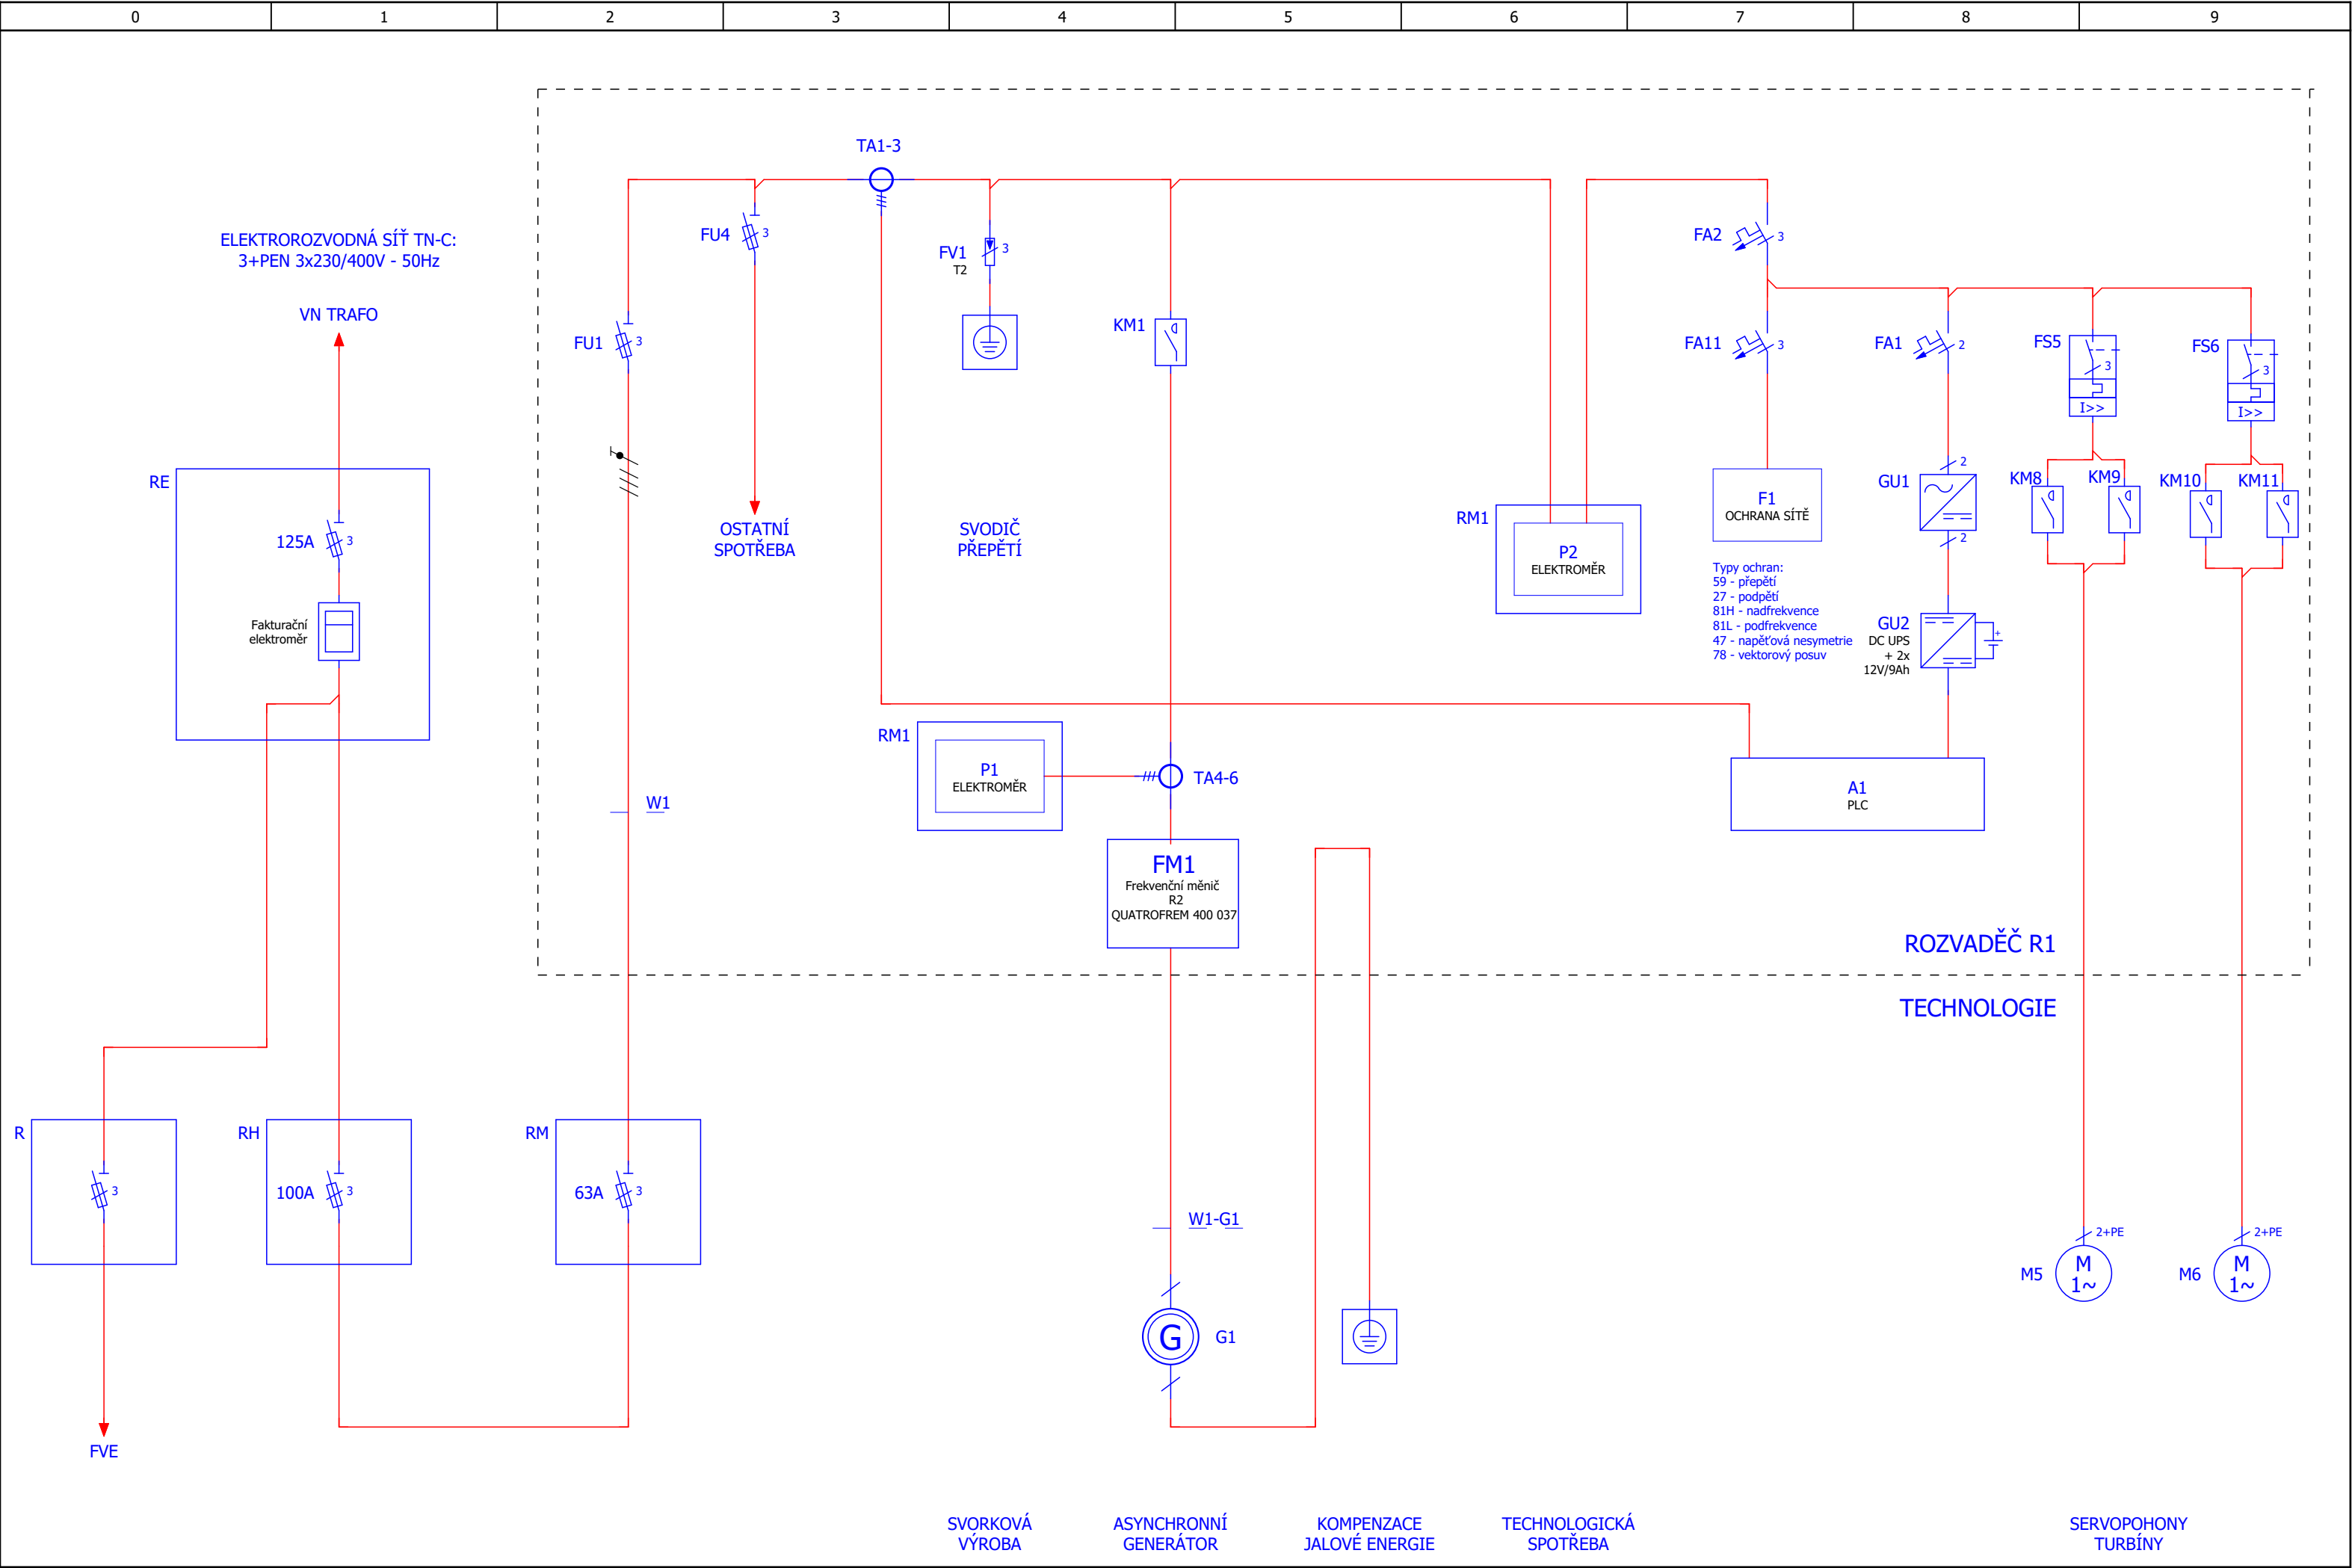 0 1 2 3 4 5 6 7 8 9
TA1-3
ELEKTROROZVODNÁ SÍŤ TN-C:
3+PEN 3x230/400V - 50Hz
VN TRAFO
FU4 3
FV1 3
T2
FA2 3
FU1 3
KM1
FA11 3
FA1 2
FS5
3
I>>
FS6
3
I>>
RE
125A 3
Fakturační
elektroměr
OSTATNÍ
SPOTŘEBA
SVODIČ
PŘEPĚTÍ
RM1
P2
ELEKTROMĚR
F1
OCHRANA SÍTĚ
Typy ochran:
59 - přepětí
27 - podpětí
81H - nadfrekvence
81L - podfrekvence
47 - napěťová nesymetrie
78 - vektorový posuv
2
GU1
2
GU2
DC UPS
+ 2x
12V/9Ah
+
KM8 KM9 KM10 KM11
RM1
P1
ELEKTROMĚR
TA4-6
A1
PLC
W1
FM1
Frekvenční měnič
R2
QUATROFREM 400 037
ROZVADĚČ R1
TECHNOLOGIE
R
3
RH
100A 3
RM
63A 3
W1-G1
G
G1
2+PE
M5
M
1~
2+PE
M6
M
1~
FVE
SVORKOVÁ
VÝROBA
ASYNCHRONNÍ
GENERÁTOR
KOMPENZACE
JALOVÉ ENERGIE
TECHNOLOGICKÁ
SPOTŘEBA
SERVOPOHONY
TURBÍNY